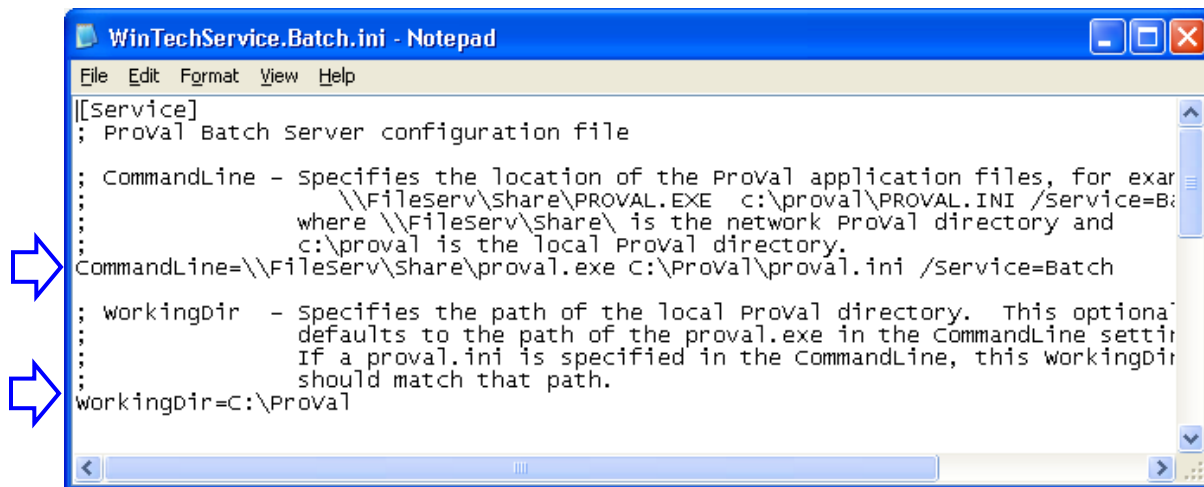 WinTechService.Batch.ini - Notepad
File Edit Format View Help
[Service]
; ProVal Batch Server configuration file
; CommandLine – Specifies the location of the ProVal application files, for exam
; \\FileServ\Share\PROVAL.EXE c:\proval\PROVAL.INI /Service=Ba
; where \\FileServ\Share\ is the network ProVal directory and
; c:\proval is the local ProVal directory.
CommandLine=\\FileServ\Share\proval.exe C:\ProVal\proval.ini /Service=Batch
; WorkingDir – Specifies the path of the local ProVal directory. This optional
; defaults to the path of the proval.exe in the CommandLine settin
; If a proval.ini is specified in the CommandLine, this WorkingDir
; should match that path.
WorkingDir=C:\ProVal